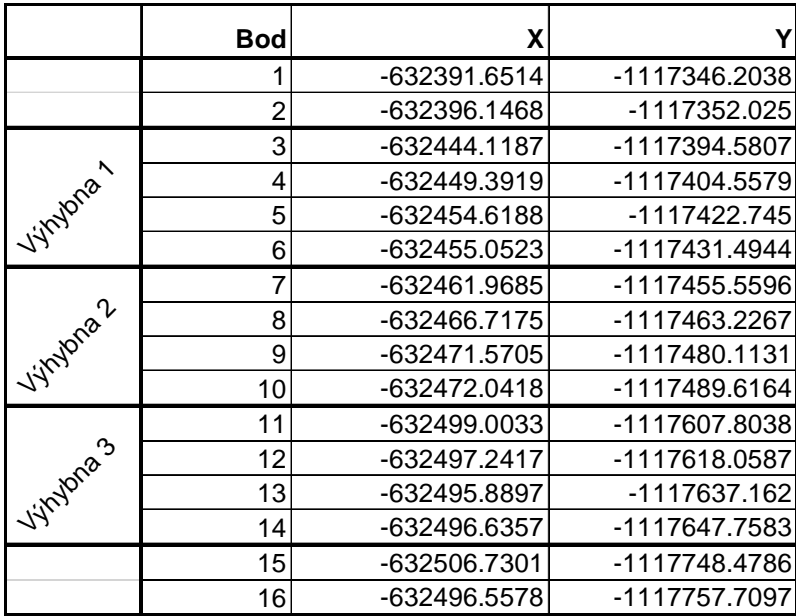 Bod X Y
1 -632391.6514 -1117346.2038
2 -632396.1468 -1117352.025
Výhybna 1
3 -632444.1187 -1117394.5807
4 -632449.3919 -1117404.5579
5 -632454.6188 -1117422.745
6 -632455.0523 -1117431.4944
Výhybna 2
7 -632461.9685 -1117455.5596
8 -632466.7175 -1117463.2267
9 -632471.5705 -1117480.1131
10 -632472.0418 -1117489.6164
Výhybna 3
11 -632499.0033 -1117607.8038
12 -632497.2417 -1117618.0587
13 -632495.8897 -1117637.162
14 -632496.6357 -1117647.7583
15 -632506.7301 -1117748.4786
16 -632496.5578 -1117757.7097